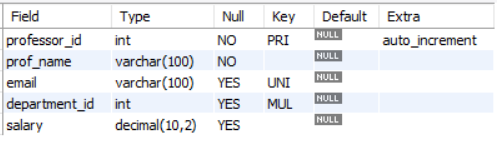 Field Type Null Key Default Extra
professor_id int NO PRI NULL auto_increment
prof_name varchar(100) NO NULL
email varchar(100) YES UNI NULL
department_id int YES MUL NULL
salary decimal(10,2) YES NULL